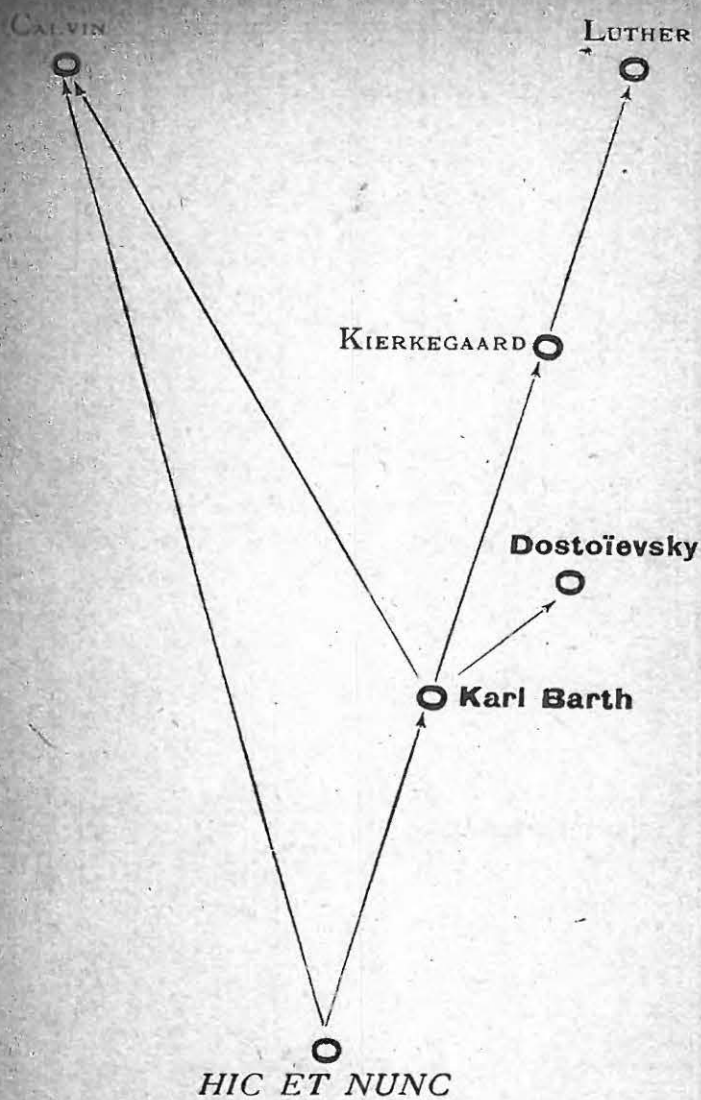 CALVIN
LUTHER
KIERKEGAARD
Dostoïevsky
Karl Barth
HIC ET NUNC